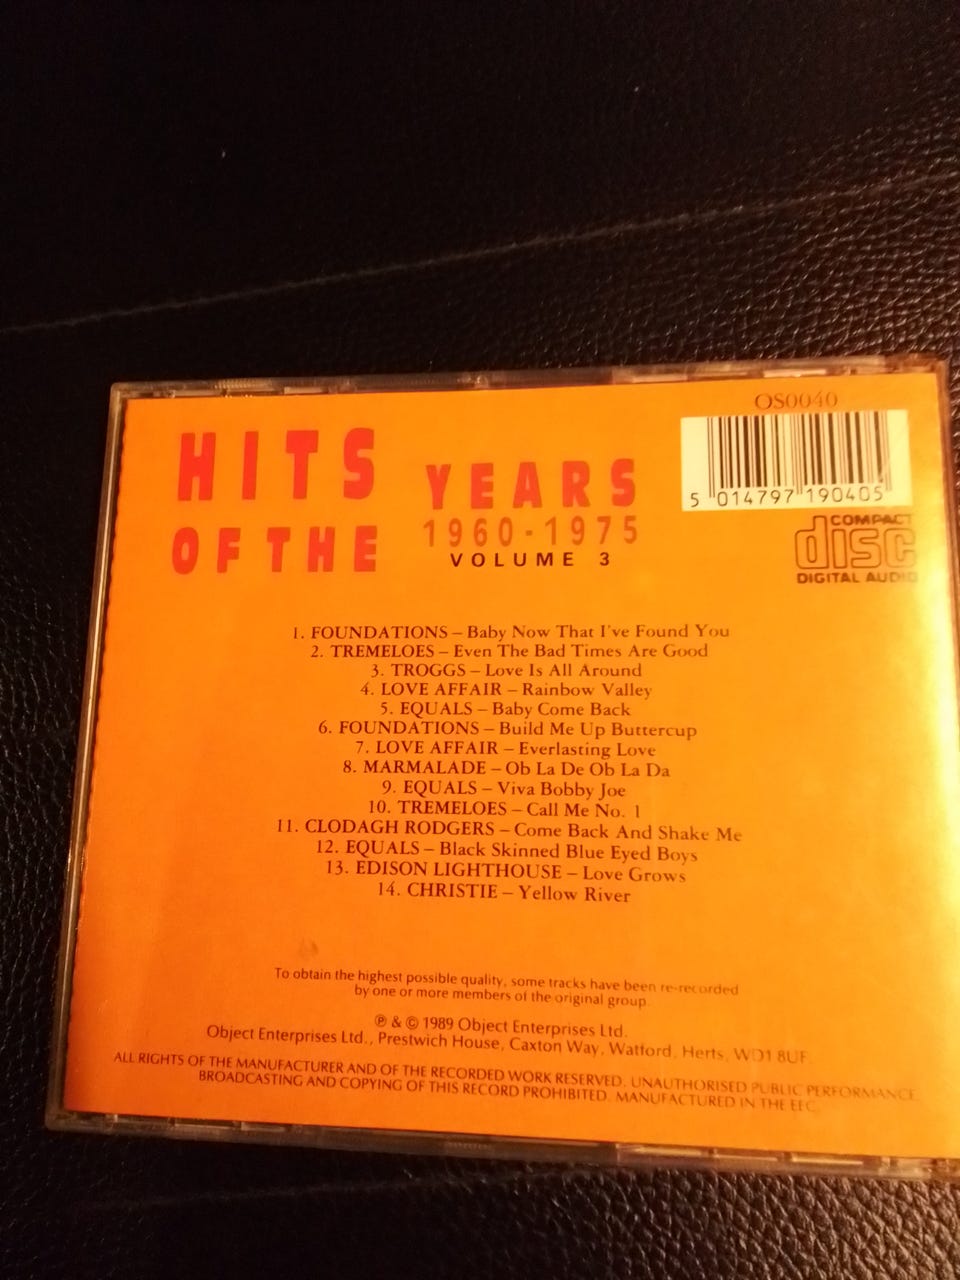 OS0040
HITS
OF THE
YEARS
1960-1975
VOLUME 3
5 014797 190405
COMPACT
disc
DIGITAL AUDIO
1. FOUNDATIONS – Baby Now That I've Found You
2. TREMELOES – Even The Bad Times Are Good
3. TROGGS – Love Is All Around
4. LOVE AFFAIR – Rainbow Valley
5. EQUALS – Baby Come Back
6. FOUNDATIONS – Build Me Up Buttercup
7. LOVE AFFAIR – Everlasting Love
8. MARMALADE – Ob La De Ob La Da
9. EQUALS – Viva Bobby Joe
10. TREMELOES – Call Me No. 1
11. CLODAGH RODGERS – Come Back And Shake Me
12. EQUALS – Black Skinned Blue Eyed Boys
13. EDISON LIGHTHOUSE – Love Grows
14. CHRISTIE – Yellow River
To obtain the highest possible quality, some tracks have been re-recorded
by one or more members of the original group.
℗ & © 1989 Object Enterprises Ltd.
Object Enterprises Ltd., Prestwich House, Caxton Way, Watford, Herts, WD1 8UF.
ALL RIGHTS OF THE MANUFACTURER AND OF THE RECORDED WORK RESERVED. UNAUTHORISED PUBLIC PERFORMANCE,
BROADCASTING AND COPYING OF THIS RECORD PROHIBITED. MANUFACTURED IN THE EEC.